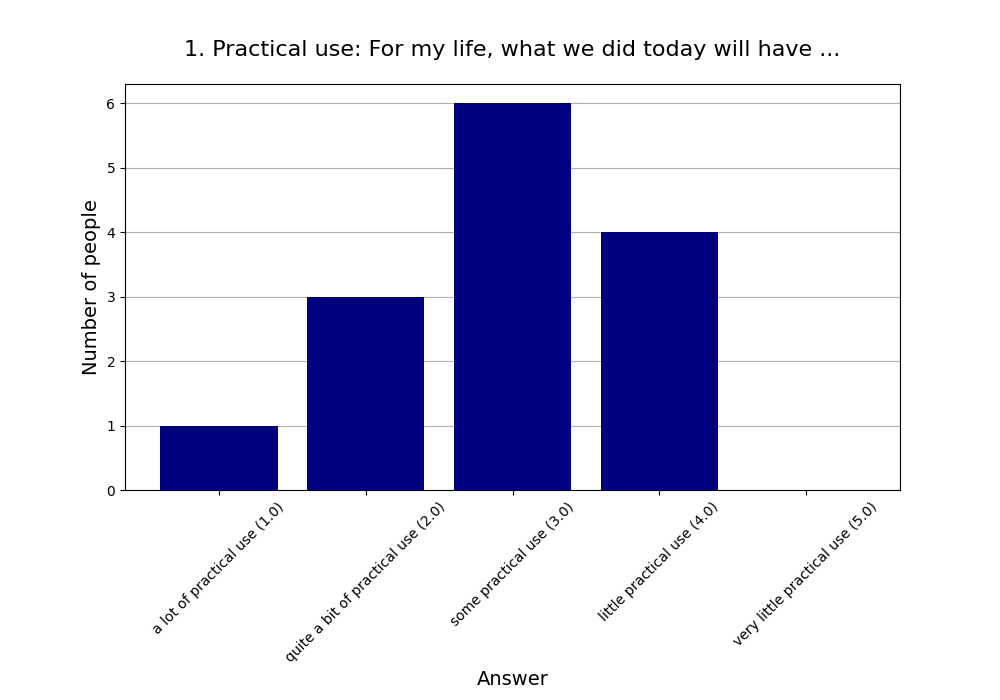 1. Practical use: For my life, what we did today will have ...
Number of people
6
5
4
3
2
1
0
a lot of practical use (1.0)
quite a bit of practical use (2.0)
some practical use (3.0)
little practical use (4.0)
very little practical use (5.0)
Answer